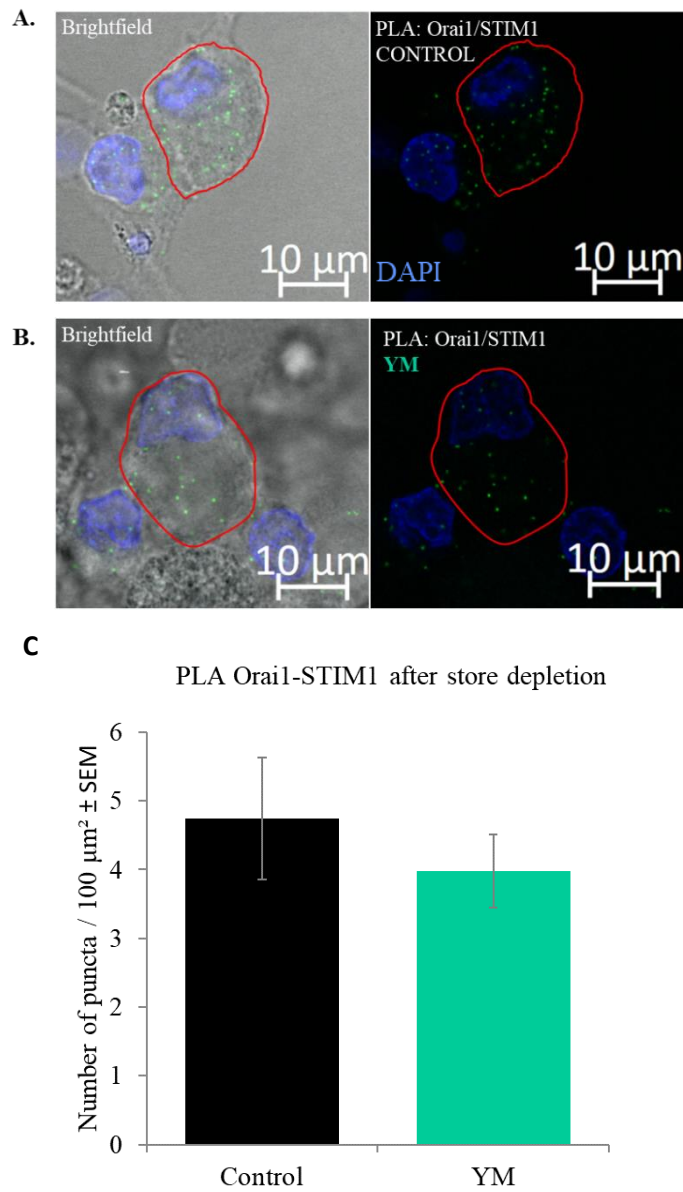 A.
Brightfield
PLA: Orai1/STIM1
CONTROL
10 µm
DAPI
10 µm
B.
Brightfield
PLA: Orai1/STIM1
YM
10 µm
10 µm
C
PLA Orai1-STIM1 after store depletion
Number of puncta / 100 µm² ± SEM
6
5
4
3
2
1
0
Control
YM